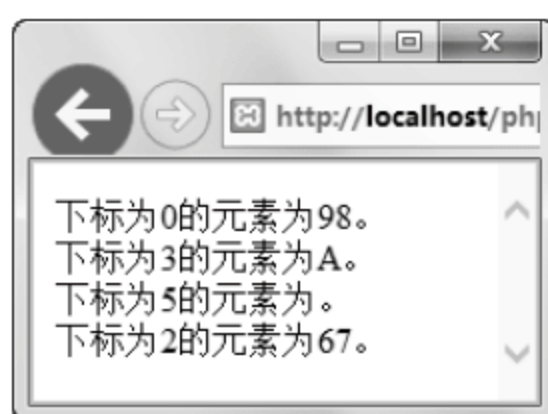 http://localhost/php
下标为0的元素为98。
下标为3的元素为A。
下标为5的元素为。
下标为2的元素为67。